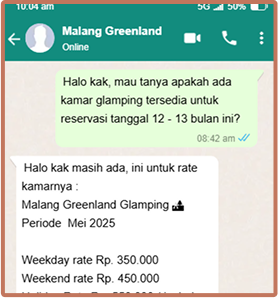 10:04 am 5G 50%
Malang Greenland
Online
Halo kak, mau tanya apakah ada
kamar glamping tersedia untuk
reservasi tanggal 12 - 13 bulan ini?
08:42 am
Halo kak masih ada, ini untuk rate
kamarnya :
Malang Greenland Glamping 🏕
Periode Mei 2025
Weekday rate Rp. 350.000
Weekend rate Rp. 450.000